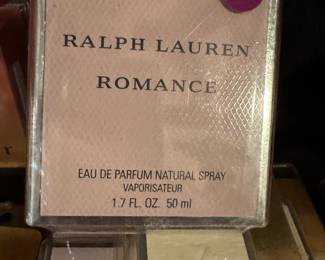 RALPH LAUREN
ROMANCE
EAU DE PARFUM NATURAL SPRAY
VAPORISATEUR
1.7 FL. OZ. 50 ml